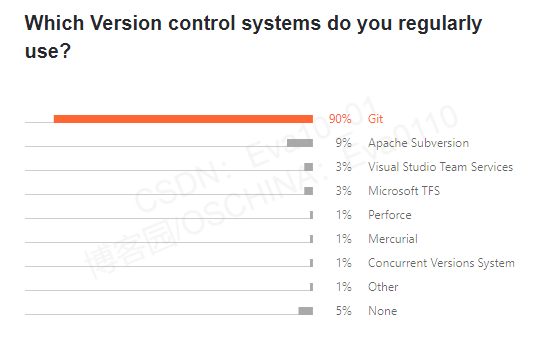 Which Version control systems do you regularly
use?
90% Git
9% Apache Subversion
3% Visual Studio Team Services
3% Microsoft TFS
1% Perforce
1% Mercurial
1% Concurrent Versions System
1% Other
5% None
CSDN: Eva10101
博客园/OSCHINA: Eva0110